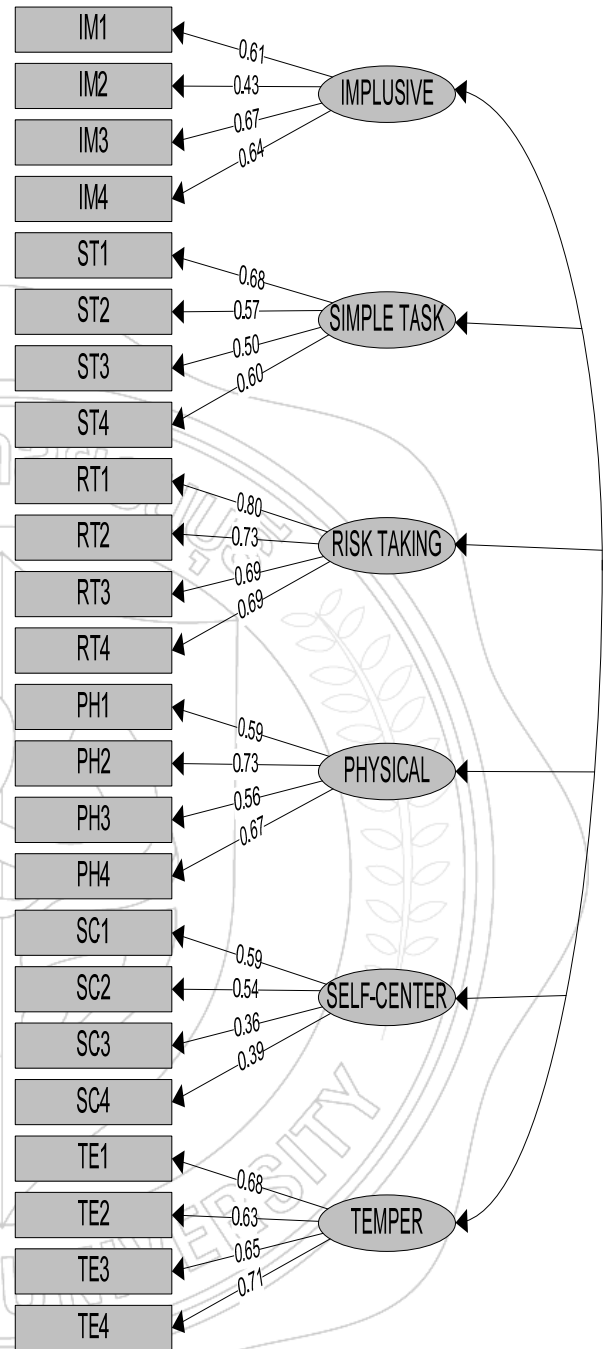 IM1
IM2
IM3
IM4
0.61
0.43
0.67
0.64
IMPLUSIVE
ST1
ST2
ST3
ST4
0.68
0.57
0.50
0.60
SIMPLE TASK
RT1
RT2
RT3
RT4
0.80
0.73
0.69
0.69
RISK TAKING
PH1
PH2
PH3
PH4
0.59
0.73
0.56
0.67
PHYSICAL
SC1
SC2
SC3
SC4
0.59
0.54
0.36
0.39
SELF-CENTER
TE1
TE2
TE3
TE4
0.68
0.63
0.65
0.71
TEMPER
UNIVERSITY